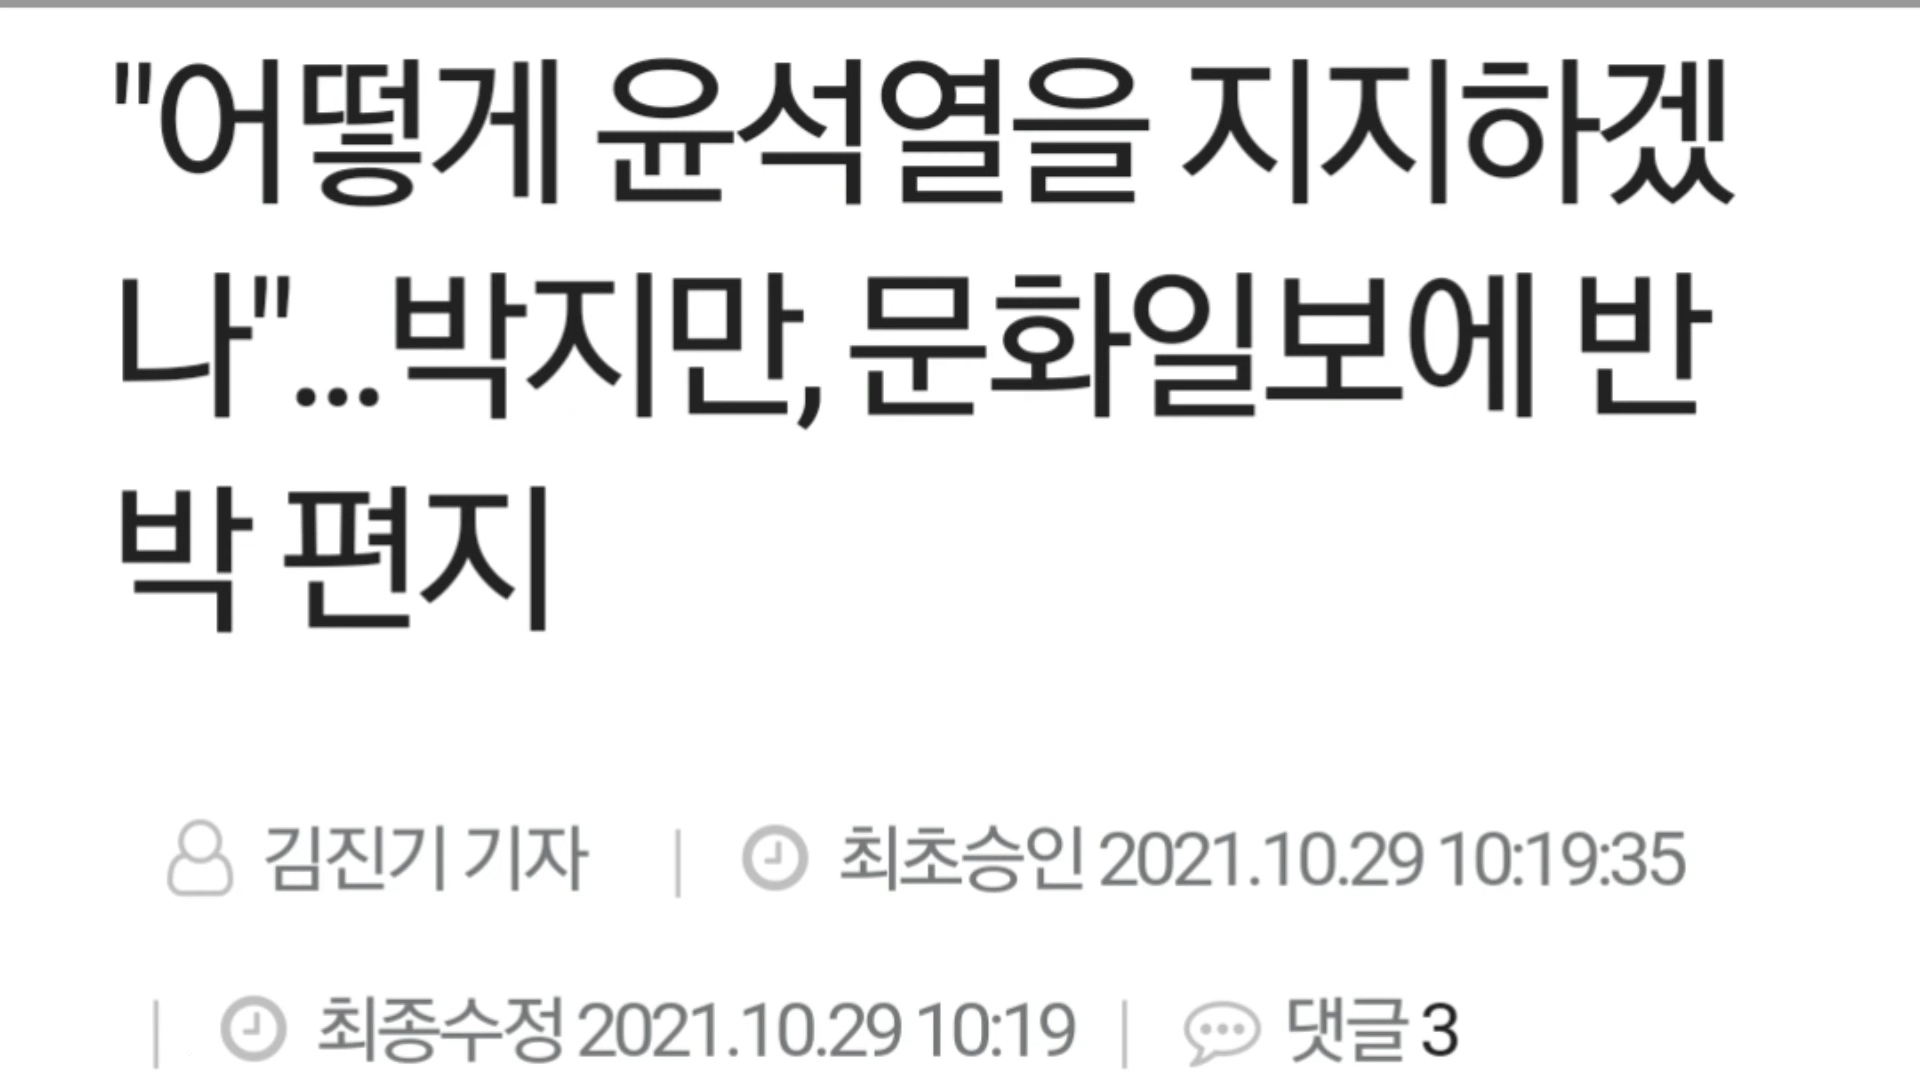 "어떻게 윤석열을 지지하겠
나"...박지만, 문화일보에 반
박 편지
김진기 기자 | 최초승인 2021.10.29 10:19:35
| 최종수정 2021.10.29 10:19 | 댓글 3